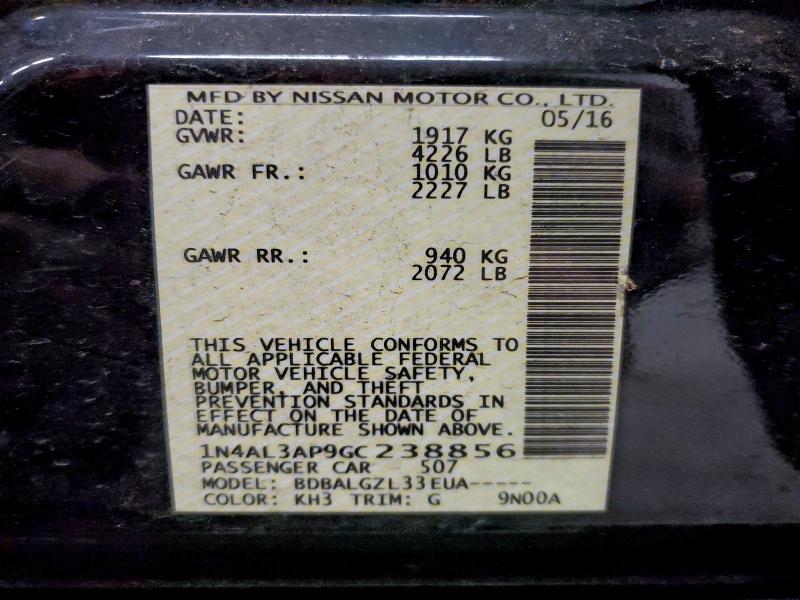 MFD BY NISSAN MOTOR CO., LTD.
DATE: 05/16
GVWR: 1917 KG
4226 LB
GAWR FR.: 1010 KG
2227 LB
GAWR RR.: 940 KG
2072 LB
THIS VEHICLE CONFORMS TO
ALL APPLICABLE FEDERAL
MOTOR VEHICLE SAFETY,
BUMPER, AND THEFT
PREVENTION STANDARDS IN
EFFECT ON THE DATE OF
MANUFACTURE SHOWN ABOVE.
1N4AL3AP9GC238856
PASSENGER CAR 507
MODEL: BDBALGZL33EUA-----
COLOR: KH3 TRIM: G 9N00A